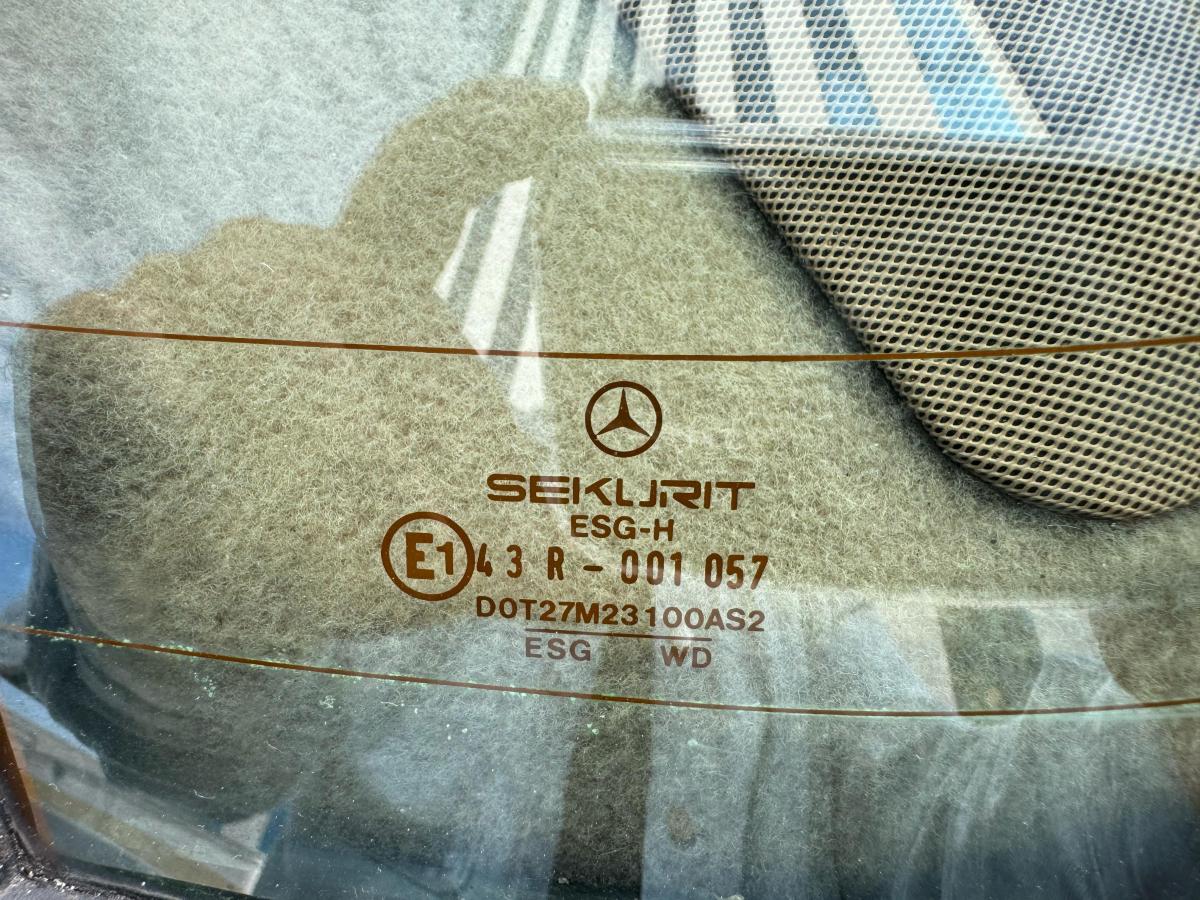 SEKURIT
ESG-H
E1 43 R - 001 057
DOT27M23100AS2
ESG WD